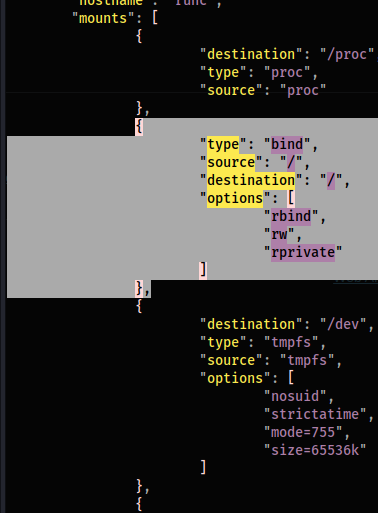 "hostname": "runc",
"mounts": [
{
"destination": "/proc"
"type": "proc",
"source": "proc"
},
{
"type": "bind",
"source": "/",
"destination": "/",
"options": [
"rbind",
"rw",
"rprivate"
]
},
{
"destination": "/dev",
"type": "tmpfs",
"source": "tmpfs",
"options": [
"nosuid",
"strictatime",
"mode=755",
"size=65536k"
]
},
{